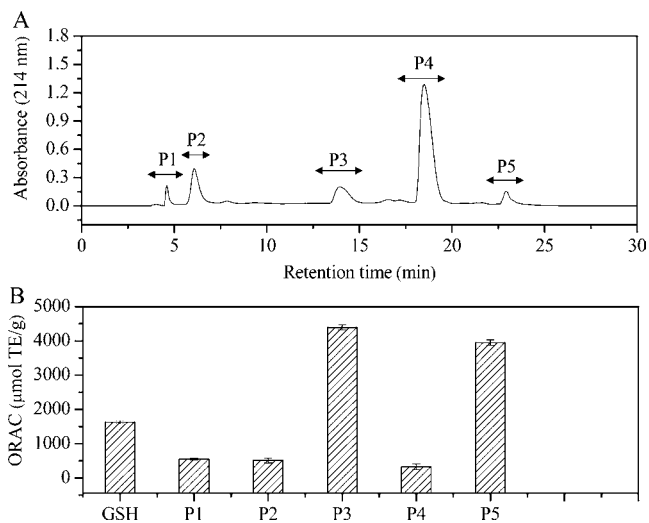 A
Absorbance (214 nm)
1.8
1.5
1.2
0.9
0.6
0.3
0.0
P1
P2
P3
P4
P5
0 5 10 15 20 25 30
Retention time (min)
B
ORAC (μmol TE/g)
5000
4000
3000
2000
1000
0
GSH P1 P2 P3 P4 P5